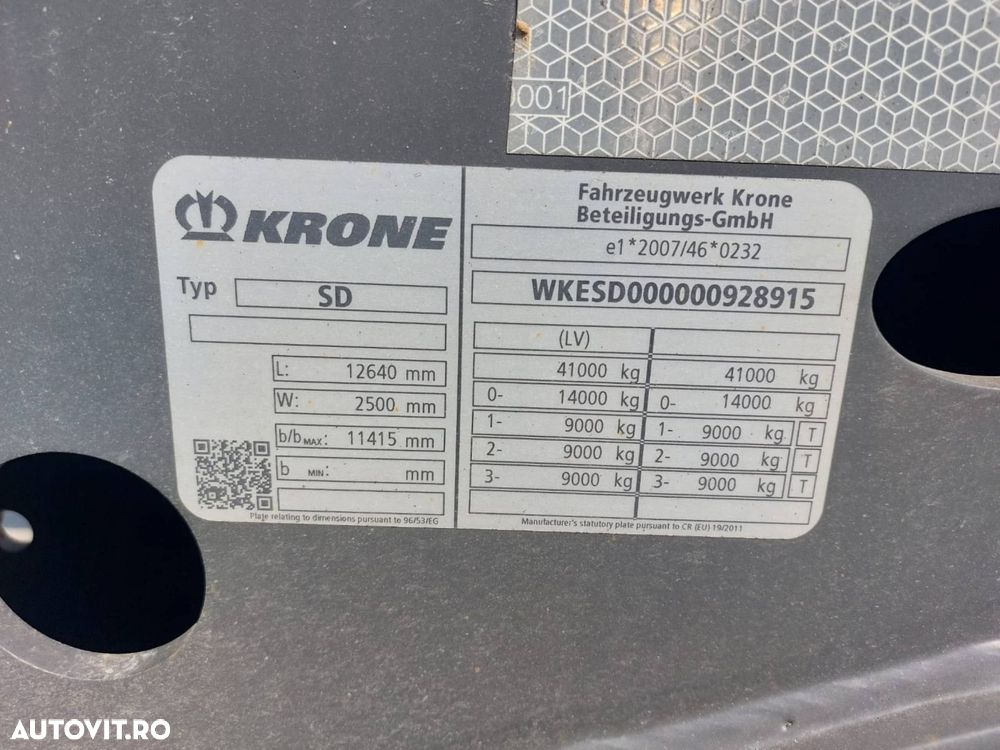 001
KRONE
Typ SD
L: 12640 mm
W: 2500 mm
b/bMAX: 11415 mm
b MIN: mm
Plate relating to dimensions pursuant to 96/53/EG
Fahrzeugwerk Krone
Beteiligungs-GmbH
e1*2007/46*0232
WKESD000000928915
(LV)
41000 kg 41000 kg
0- 14000 kg 0- 14000 kg
1- 9000 kg 1- 9000 kg T
2- 9000 kg 2- 9000 kg T
3- 9000 kg 3- 9000 kg T
Manufacturer's statutory plate pursuant to CR (EU) 19/2011
AUTOVIT.RO